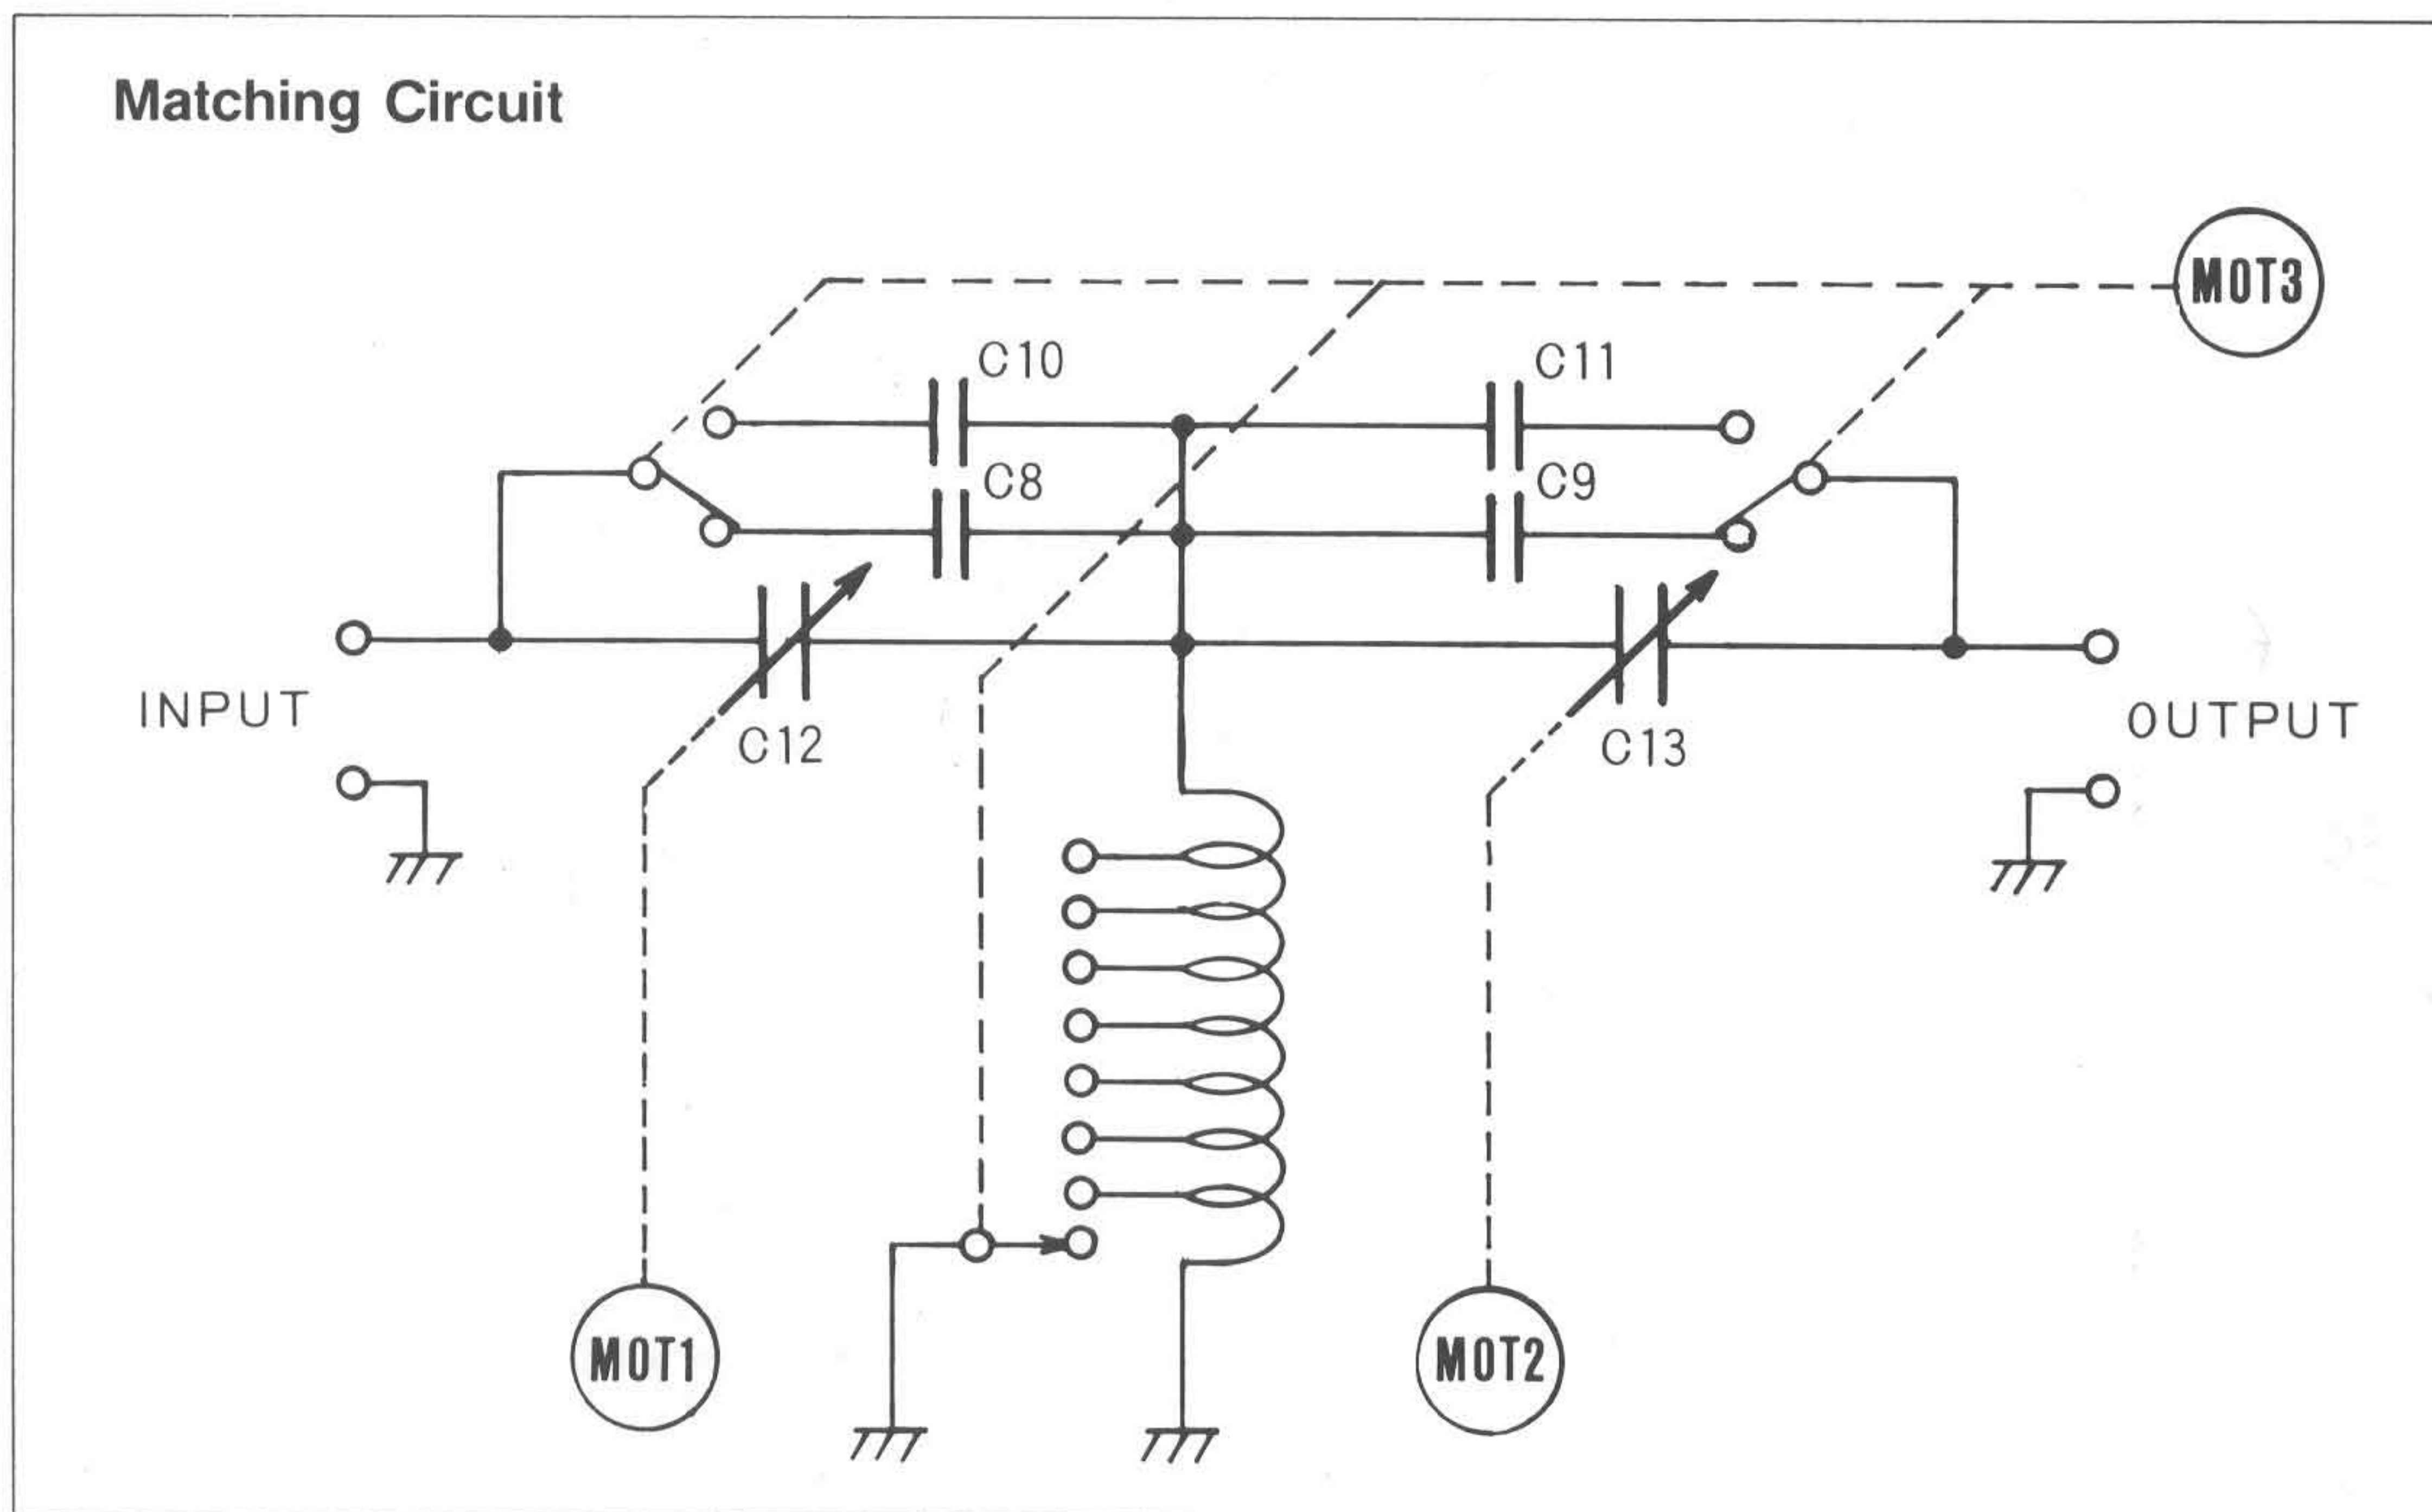 Matching Circuit
MOT3
C10
C11
C8
C9
INPUT
C12
C13
OUTPUT
MOT1
MOT2